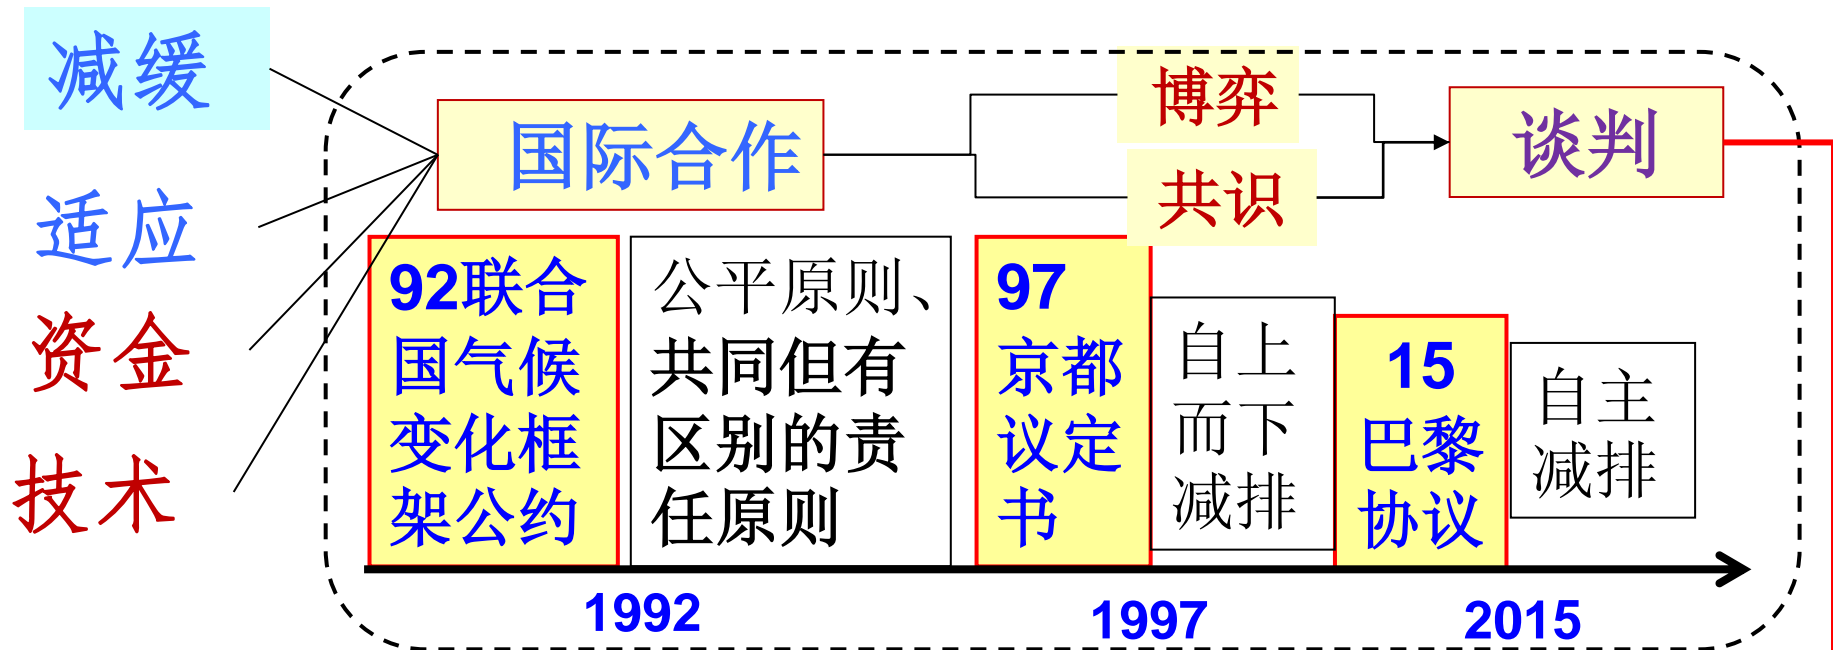 减缓
适应
资金
技术
国际合作
博弈
共识
谈判
92联合
国气候
变化框
架公约
公平原则、
共同但有
区别的责
任原则
97
京都
议定
书
自上
而下
减排
15
巴黎
协议
自主
减排
1992
1997
2015